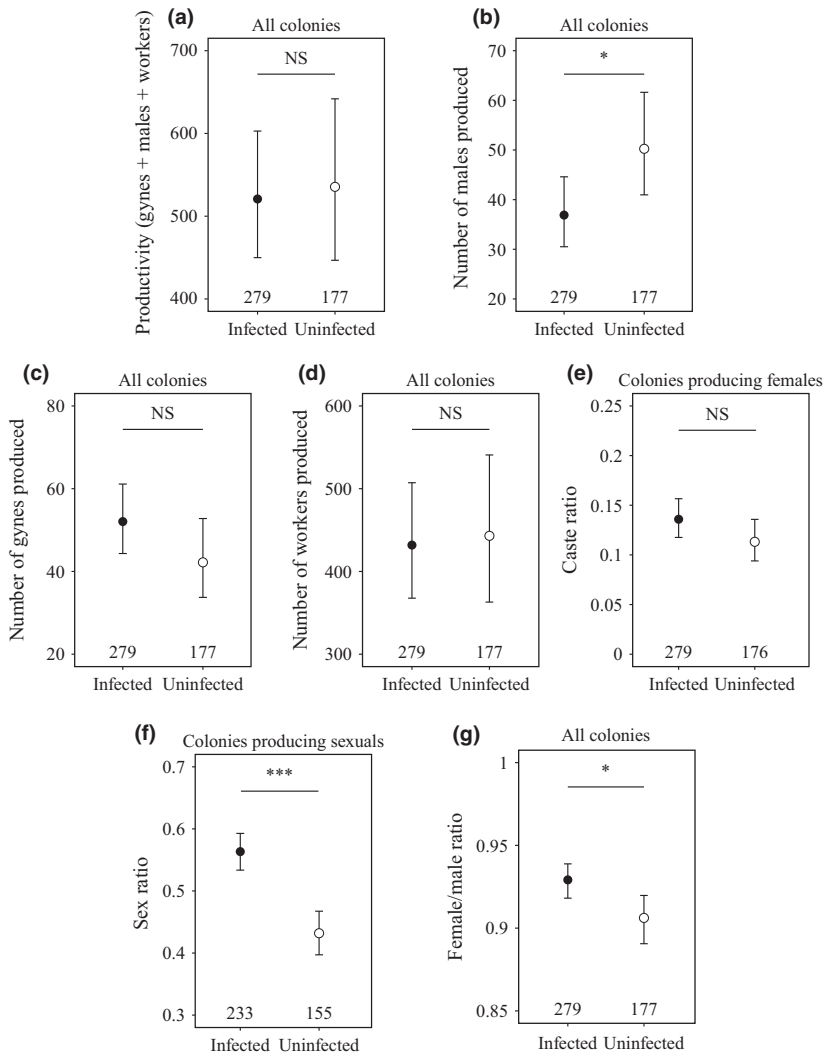 (a)
All colonies
Productivity (gynes + males + workers)
700
600
500
400
NS
279 177
Infected Uninfected
(b)
All colonies
Number of males produced
70
60
50
40
30
20
*
279 177
Infected Uninfected
(c)
All colonies
Number of gynes produced
80
60
40
20
NS
279 177
Infected Uninfected
(d)
All colonies
Number of workers produced
600
500
400
300
NS
279 177
Infected Uninfected
(e)
Colonies producing females
Caste ratio
0.25
0.2
0.15
0.1
0.05
0
NS
279 176
Infected Uninfected
(f)
Colonies producing sexuals
Sex ratio
0.7
0.6
0.5
0.4
0.3
***
233 155
Infected Uninfected
(g)
All colonies
Female/male ratio
1
0.95
0.9
0.85
*
279 177
Infected Uninfected